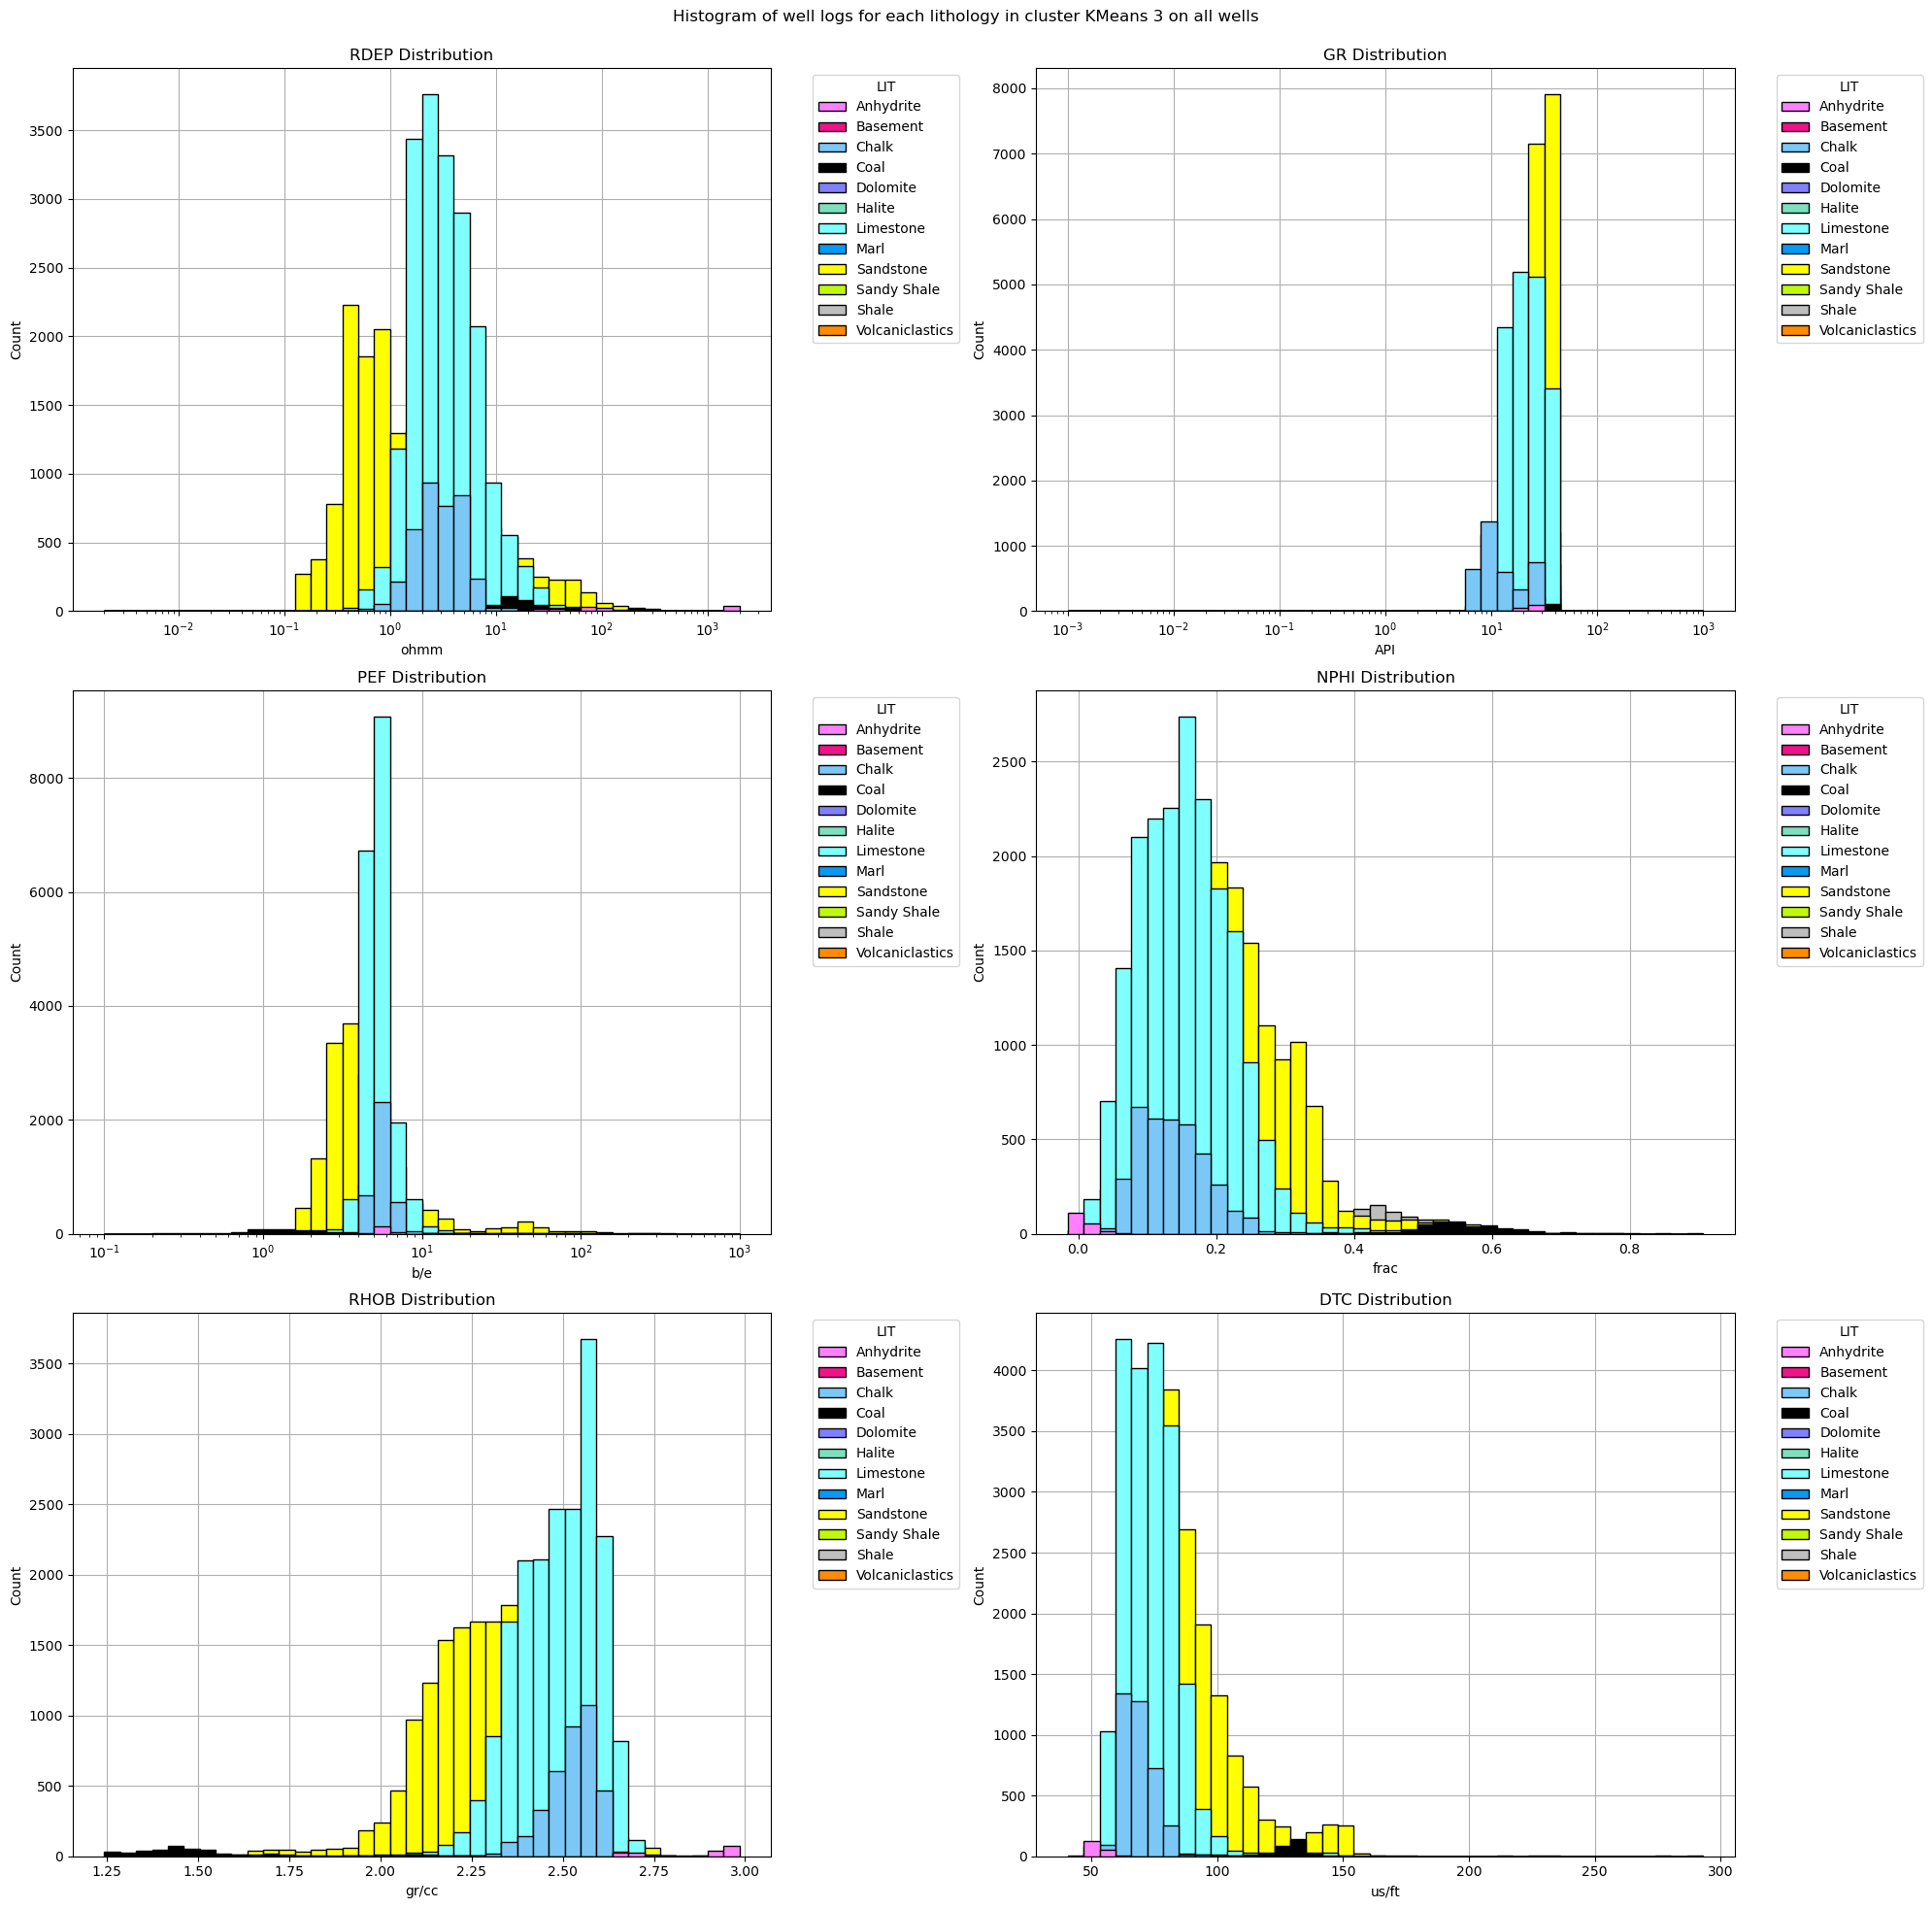 Histogram of well logs for each lithology in cluster KMeans 3 on all wells
RDEP Distribution
Count
3500
3000
2500
2000
1500
1000
500
0
10⁻²
10⁻¹
10⁰
10¹
10²
10³
ohmm
LIT
Anhydrite
Basement
Chalk
Coal
Dolomite
Halite
Limestone
Marl
Sandstone
Sandy Shale
Shale
Volcaniclastics
GR Distribution
Count
8000
7000
6000
5000
4000
3000
2000
1000
0
10⁻³
10⁻²
10⁻¹
10⁰
10¹
10²
10³
API
LIT
Anhydrite
Basement
Chalk
Coal
Dolomite
Halite
Limestone
Marl
Sandstone
Sandy Shale
Shale
Volcaniclastics
PEF Distribution
Count
8000
6000
4000
2000
0
10⁻¹
10⁰
10¹
10²
10³
b/e
LIT
Anhydrite
Basement
Chalk
Coal
Dolomite
Halite
Limestone
Marl
Sandstone
Sandy Shale
Shale
Volcaniclastics
NPHI Distribution
Count
2500
2000
1500
1000
500
0
0.0
0.2
0.4
0.6
0.8
frac
LIT
Anhydrite
Basement
Chalk
Coal
Dolomite
Halite
Limestone
Marl
Sandstone
Sandy Shale
Shale
Volcaniclastics
RHOB Distribution
Count
3500
3000
2500
2000
1500
1000
500
0
1.25
1.50
1.75
2.00
2.25
2.50
2.75
3.00
gr/cc
LIT
Anhydrite
Basement
Chalk
Coal
Dolomite
Halite
Limestone
Marl
Sandstone
Sandy Shale
Shale
Volcaniclastics
DTC Distribution
Count
4000
3500
3000
2500
2000
1500
1000
500
0
50
100
150
200
250
300
us/ft
LIT
Anhydrite
Basement
Chalk
Coal
Dolomite
Halite
Limestone
Marl
Sandstone
Sandy Shale
Shale
Volcaniclastics